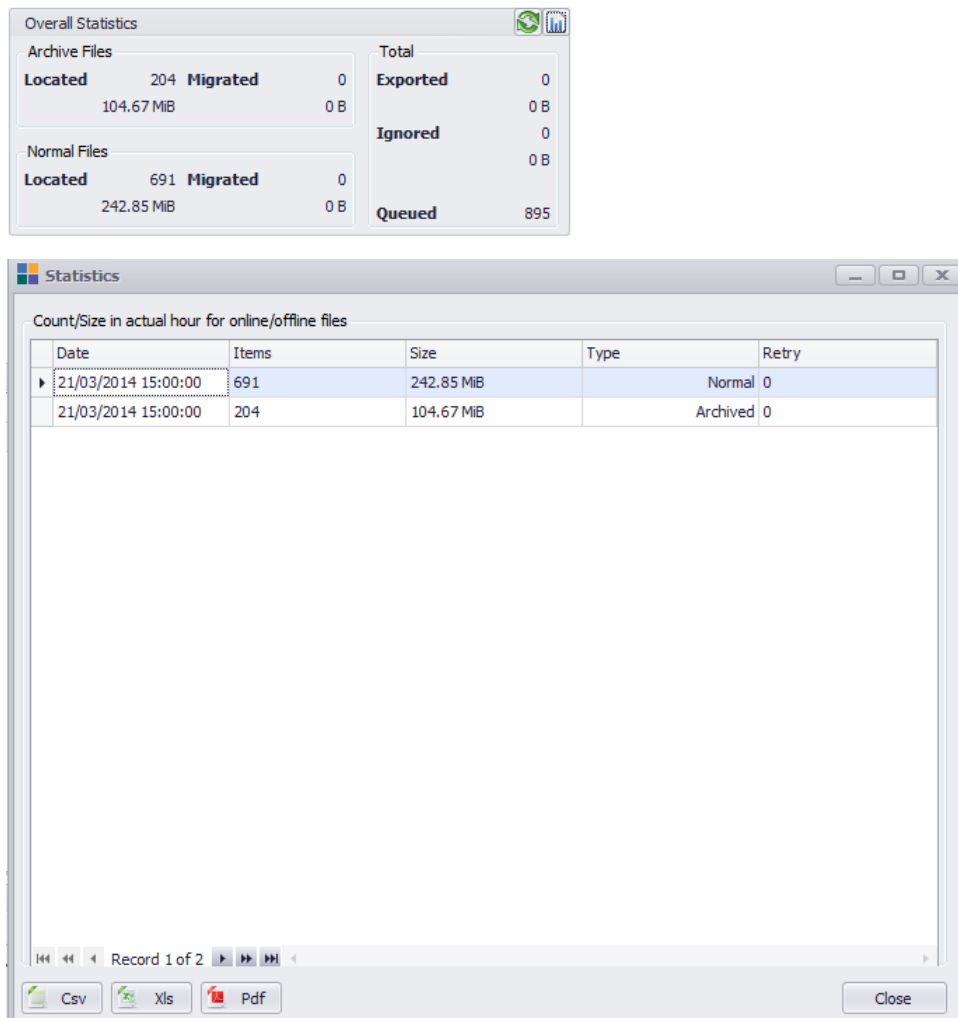 Overall Statistics
Archive Files
Located 204 Migrated 0
104.67 MiB 0 B
Normal Files
Located 691 Migrated 0
242.85 MiB 0 B
Total
Exported 0
0 B
Ignored 0
0 B
Queued 895
Statistics
Count/Size in actual hour for online/offline files
Date Items Size Type Retry
21/03/2014 15:00:00 691 242.85 MiB Normal 0
21/03/2014 15:00:00 204 104.67 MiB Archived 0
Record 1 of 2
Csv Xls Pdf Close